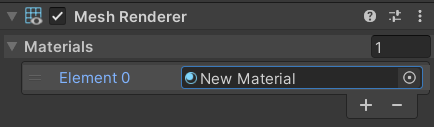 Mesh Renderer
Materials 1
Element 0 New Material